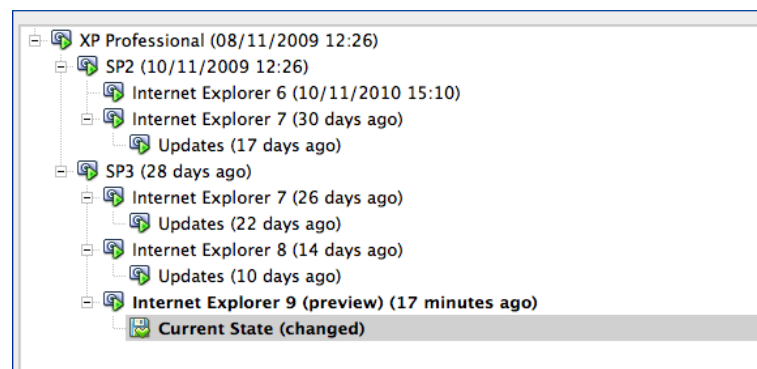 XP Professional (08/11/2009 12:26)
SP2 (10/11/2009 12:26)
Internet Explorer 6 (10/11/2010 15:10)
Internet Explorer 7 (30 days ago)
Updates (17 days ago)
SP3 (28 days ago)
Internet Explorer 7 (26 days ago)
Updates (22 days ago)
Internet Explorer 8 (14 days ago)
Updates (10 days ago)
Internet Explorer 9 (preview) (17 minutes ago)
Current State (changed)